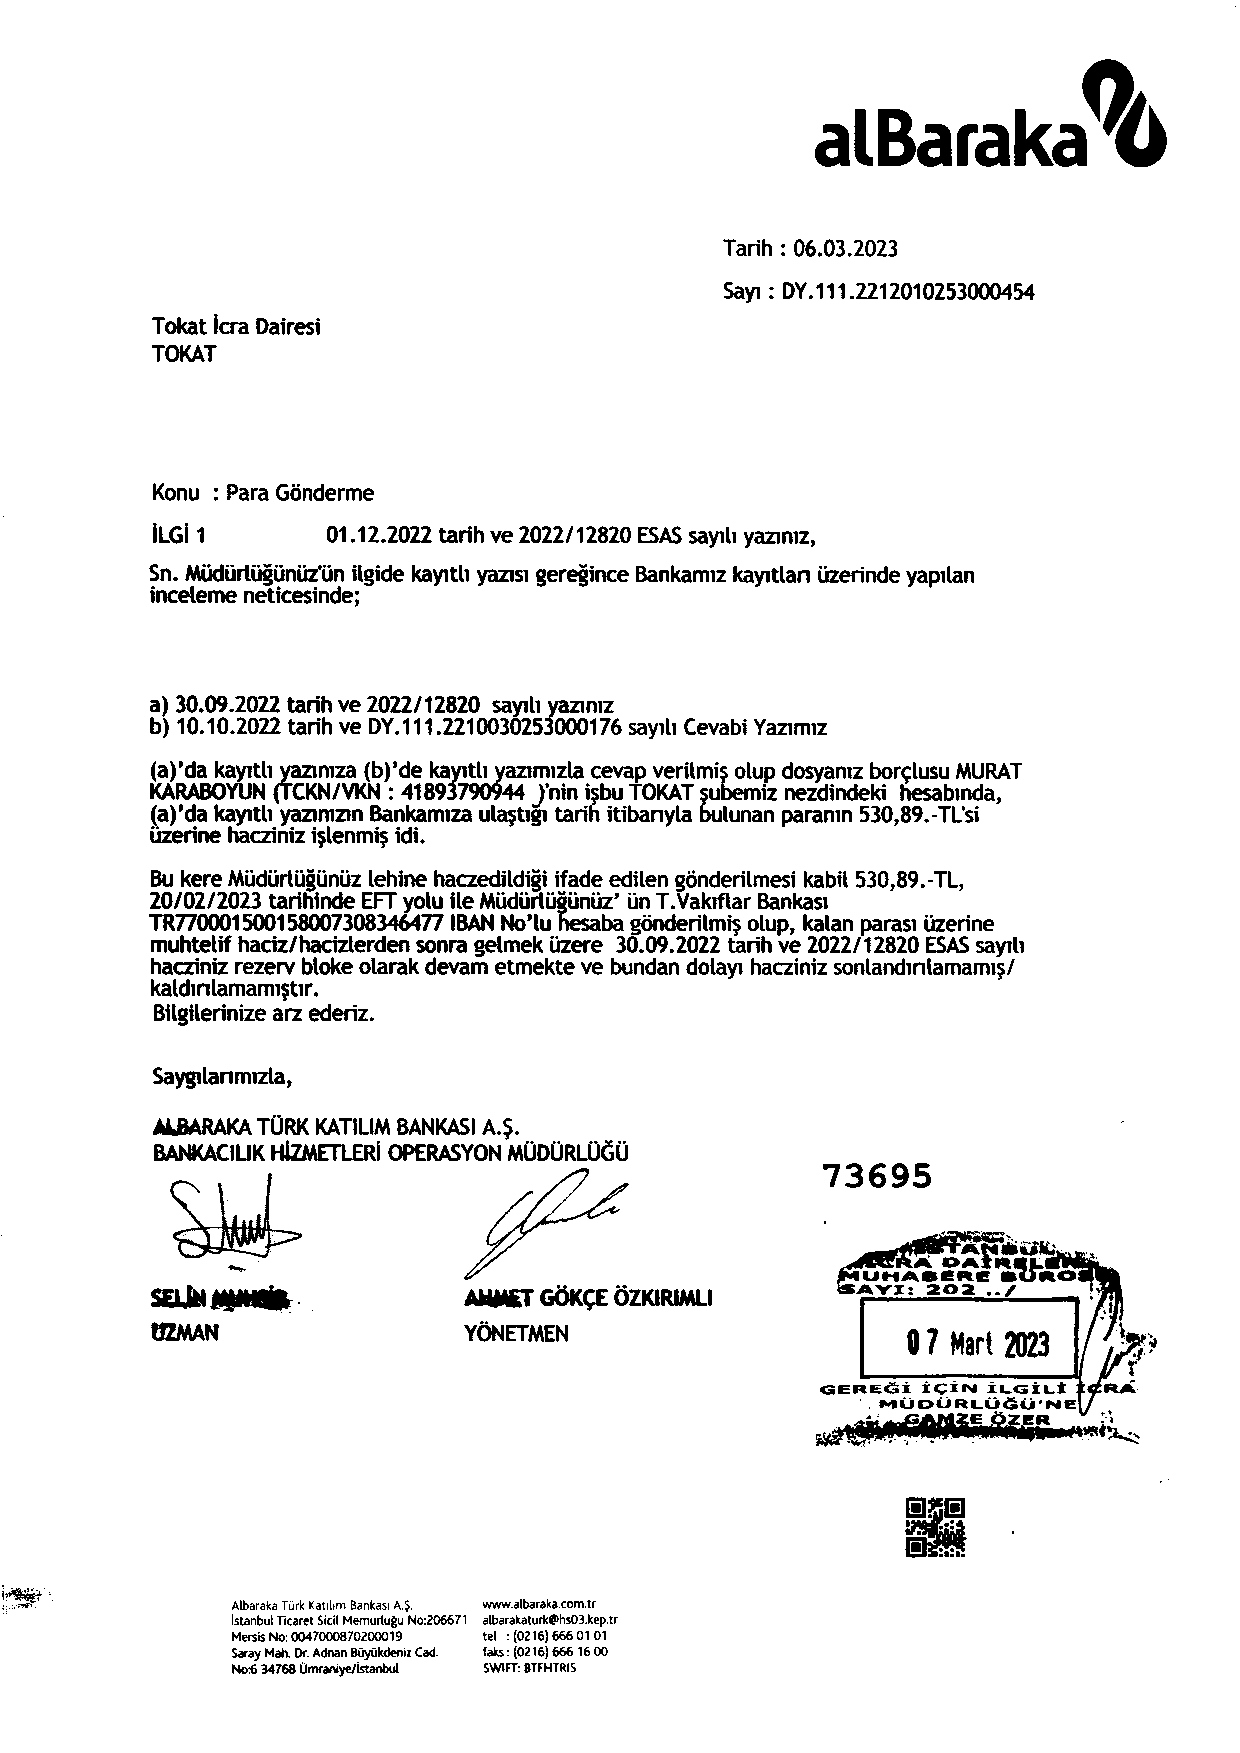 alBaraka
Tarih : 06.03.2023
Sayı : DY.111.2212010253000454
Tokat İcra Dairesi
TOKAT
Konu : Para Gönderme
İLGİ 1 01.12.2022 tarih ve 2022/12820 ESAS sayılı yazınız,
Sn. Müdürlüğünüz'ün ilgide kayıtlı yazısı gereğince Bankamız kayıtları üzerinde yapılan
inceleme neticesinde;
a) 30.09.2022 tarih ve 2022/12820 sayılı yazınız
b) 10.10.2022 tarih ve DY.111.2210030253000176 sayılı Cevabi Yazımız
(a)'da kayıtlı yazınıza (b)'de kayıtlı yazımızla cevap verilmiş olup dosyanız borçlusu MURAT
KARABOYUN (TCKN/VKN : 41893790944 )'nin işbu TOKAT şubemiz nezdindeki hesabında,
(a)'da kayıtlı yazınızın Bankamıza ulaştığı tarih itibarıyla bulunan paranın 530,89.-TL'si
üzerine hacziniz işlenmiş idi.
Bu kere Müdürlüğünüz lehine haczedildiği ifade edilen gönderilmesi kabil 530,89.-TL,
20/02/2023 tarihinde EFT yolu ile Müdürlüğünüz' ün T.Vakıflar Bankası
TR770001500158007308346477 IBAN No'lu hesaba gönderilmiş olup, kalan parası üzerine
muhtelif haciz/hacizlerden sonra gelmek üzere 30.09.2022 tarih ve 2022/12820 ESAS sayılı
hacziniz rezerv bloke olarak devam etmekte ve bundan dolayı hacziniz sonlandırılamamış/
kaldırılamamıştır.
Bilgilerinize arz ederiz.
Saygılarımızla,
ALBARAKA TÜRK KATILIM BANKASI A.Ş.
BANKACILIK HİZMETLERİ OPERASYON MÜDÜRLÜĞÜ
73695
İSTANBUL
İCRA DAİRELERİ
MUHABERE BÜROSU
SAYI: 202 ../
07 Mart 2023
GEREĞİ İÇİN İLGİLİ İCRA
MÜDÜRLÜĞÜ'NE
GAMZE ÖZER
SELİN
AHMET GÖKÇE ÖZKIRIMLI
UZMAN
YÖNETMEN
Albaraka Türk Katılım Bankası A.Ş.
İstanbul Ticaret Sicil Memurluğu No:206671
Mersis No: 0047000870200019
Saray Mah. Dr. Adnan Büyükdeniz Cad.
No:6 34768 Ümraniye/İstanbul
www.albaraka.com.tr
albarakaturk@hs03.kep.tr
tel : (0216) 666 01 01
faks : (0216) 666 16 00
SWIFT: BTFHTRIS